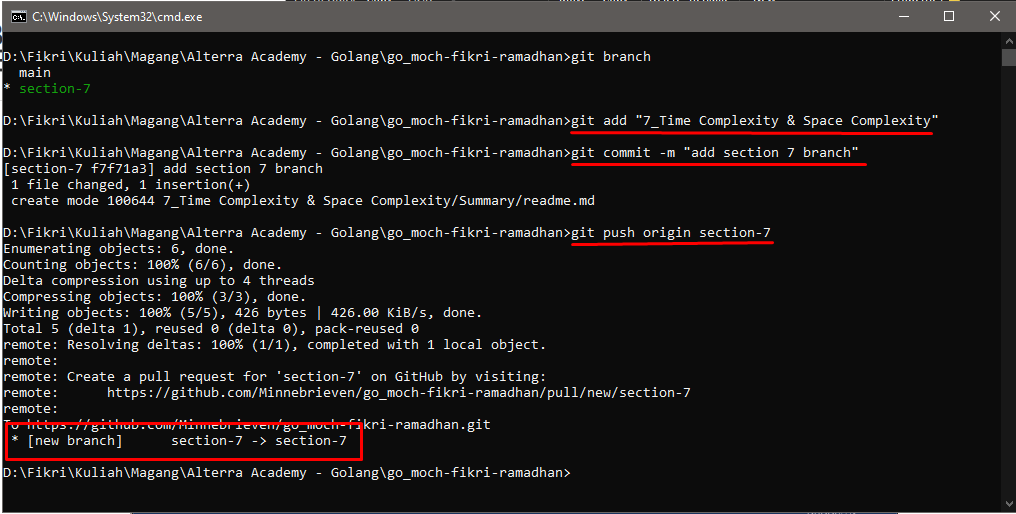 C:\Windows\System32\cmd.exe
D:\Fikri\Kuliah\Magang\Alterra Academy - Golang\go_moch-fikri-ramadhan>git branch
  main
* section-7
D:\Fikri\Kuliah\Magang\Alterra Academy - Golang\go_moch-fikri-ramadhan>git add "7_Time Complexity & Space Complexity"
D:\Fikri\Kuliah\Magang\Alterra Academy - Golang\go_moch-fikri-ramadhan>git commit -m "add section 7 branch"
[section-7 f7f71a3] add section 7 branch
 1 file changed, 1 insertion(+)
 create mode 100644 7_Time Complexity & Space Complexity/Summary/readme.md
D:\Fikri\Kuliah\Magang\Alterra Academy - Golang\go_moch-fikri-ramadhan>git push origin section-7
Enumerating objects: 6, done.
Counting objects: 100% (6/6), done.
Delta compression using up to 4 threads
Compressing objects: 100% (3/3), done.
Writing objects: 100% (5/5), 426 bytes | 426.00 KiB/s, done.
Total 5 (delta 1), reused 0 (delta 0), pack-reused 0
remote: Resolving deltas: 100% (1/1), completed with 1 local object.
remote:
remote: Create a pull request for 'section-7' on GitHub by visiting:
remote:      https://github.com/Minnebrieven/go_moch-fikri-ramadhan/pull/new/section-7
remote:
To https://github.com/Minnebrieven/go_moch-fikri-ramadhan.git
 * [new branch]      section-7 -> section-7
D:\Fikri\Kuliah\Magang\Alterra Academy - Golang\go_moch-fikri-ramadhan>